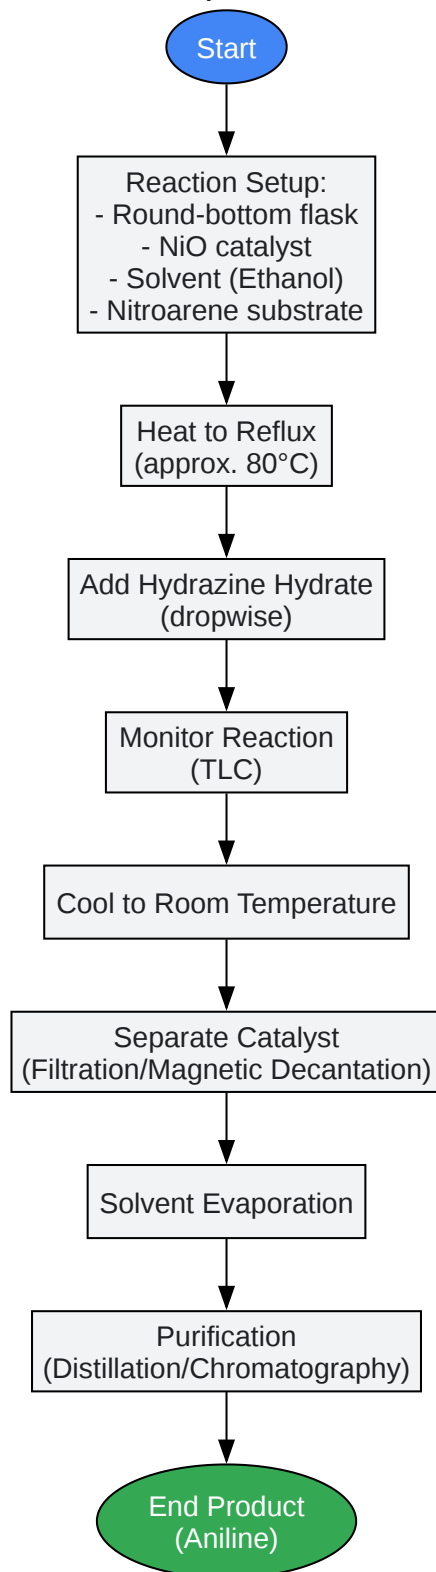 Start
Reaction Setup:
- Round-bottom flask
- NiO catalyst
- Solvent (Ethanol)
- Nitroarene substrate
Heat to Reflux
(approx. 80°C)
Add Hydrazine Hydrate
(dropwise)
Monitor Reaction
(TLC)
Cool to Room Temperature
Separate Catalyst
(Filtration/Magnetic Decantation)
Solvent Evaporation
Purification
(Distillation/Chromatography)
End Product
(Aniline)